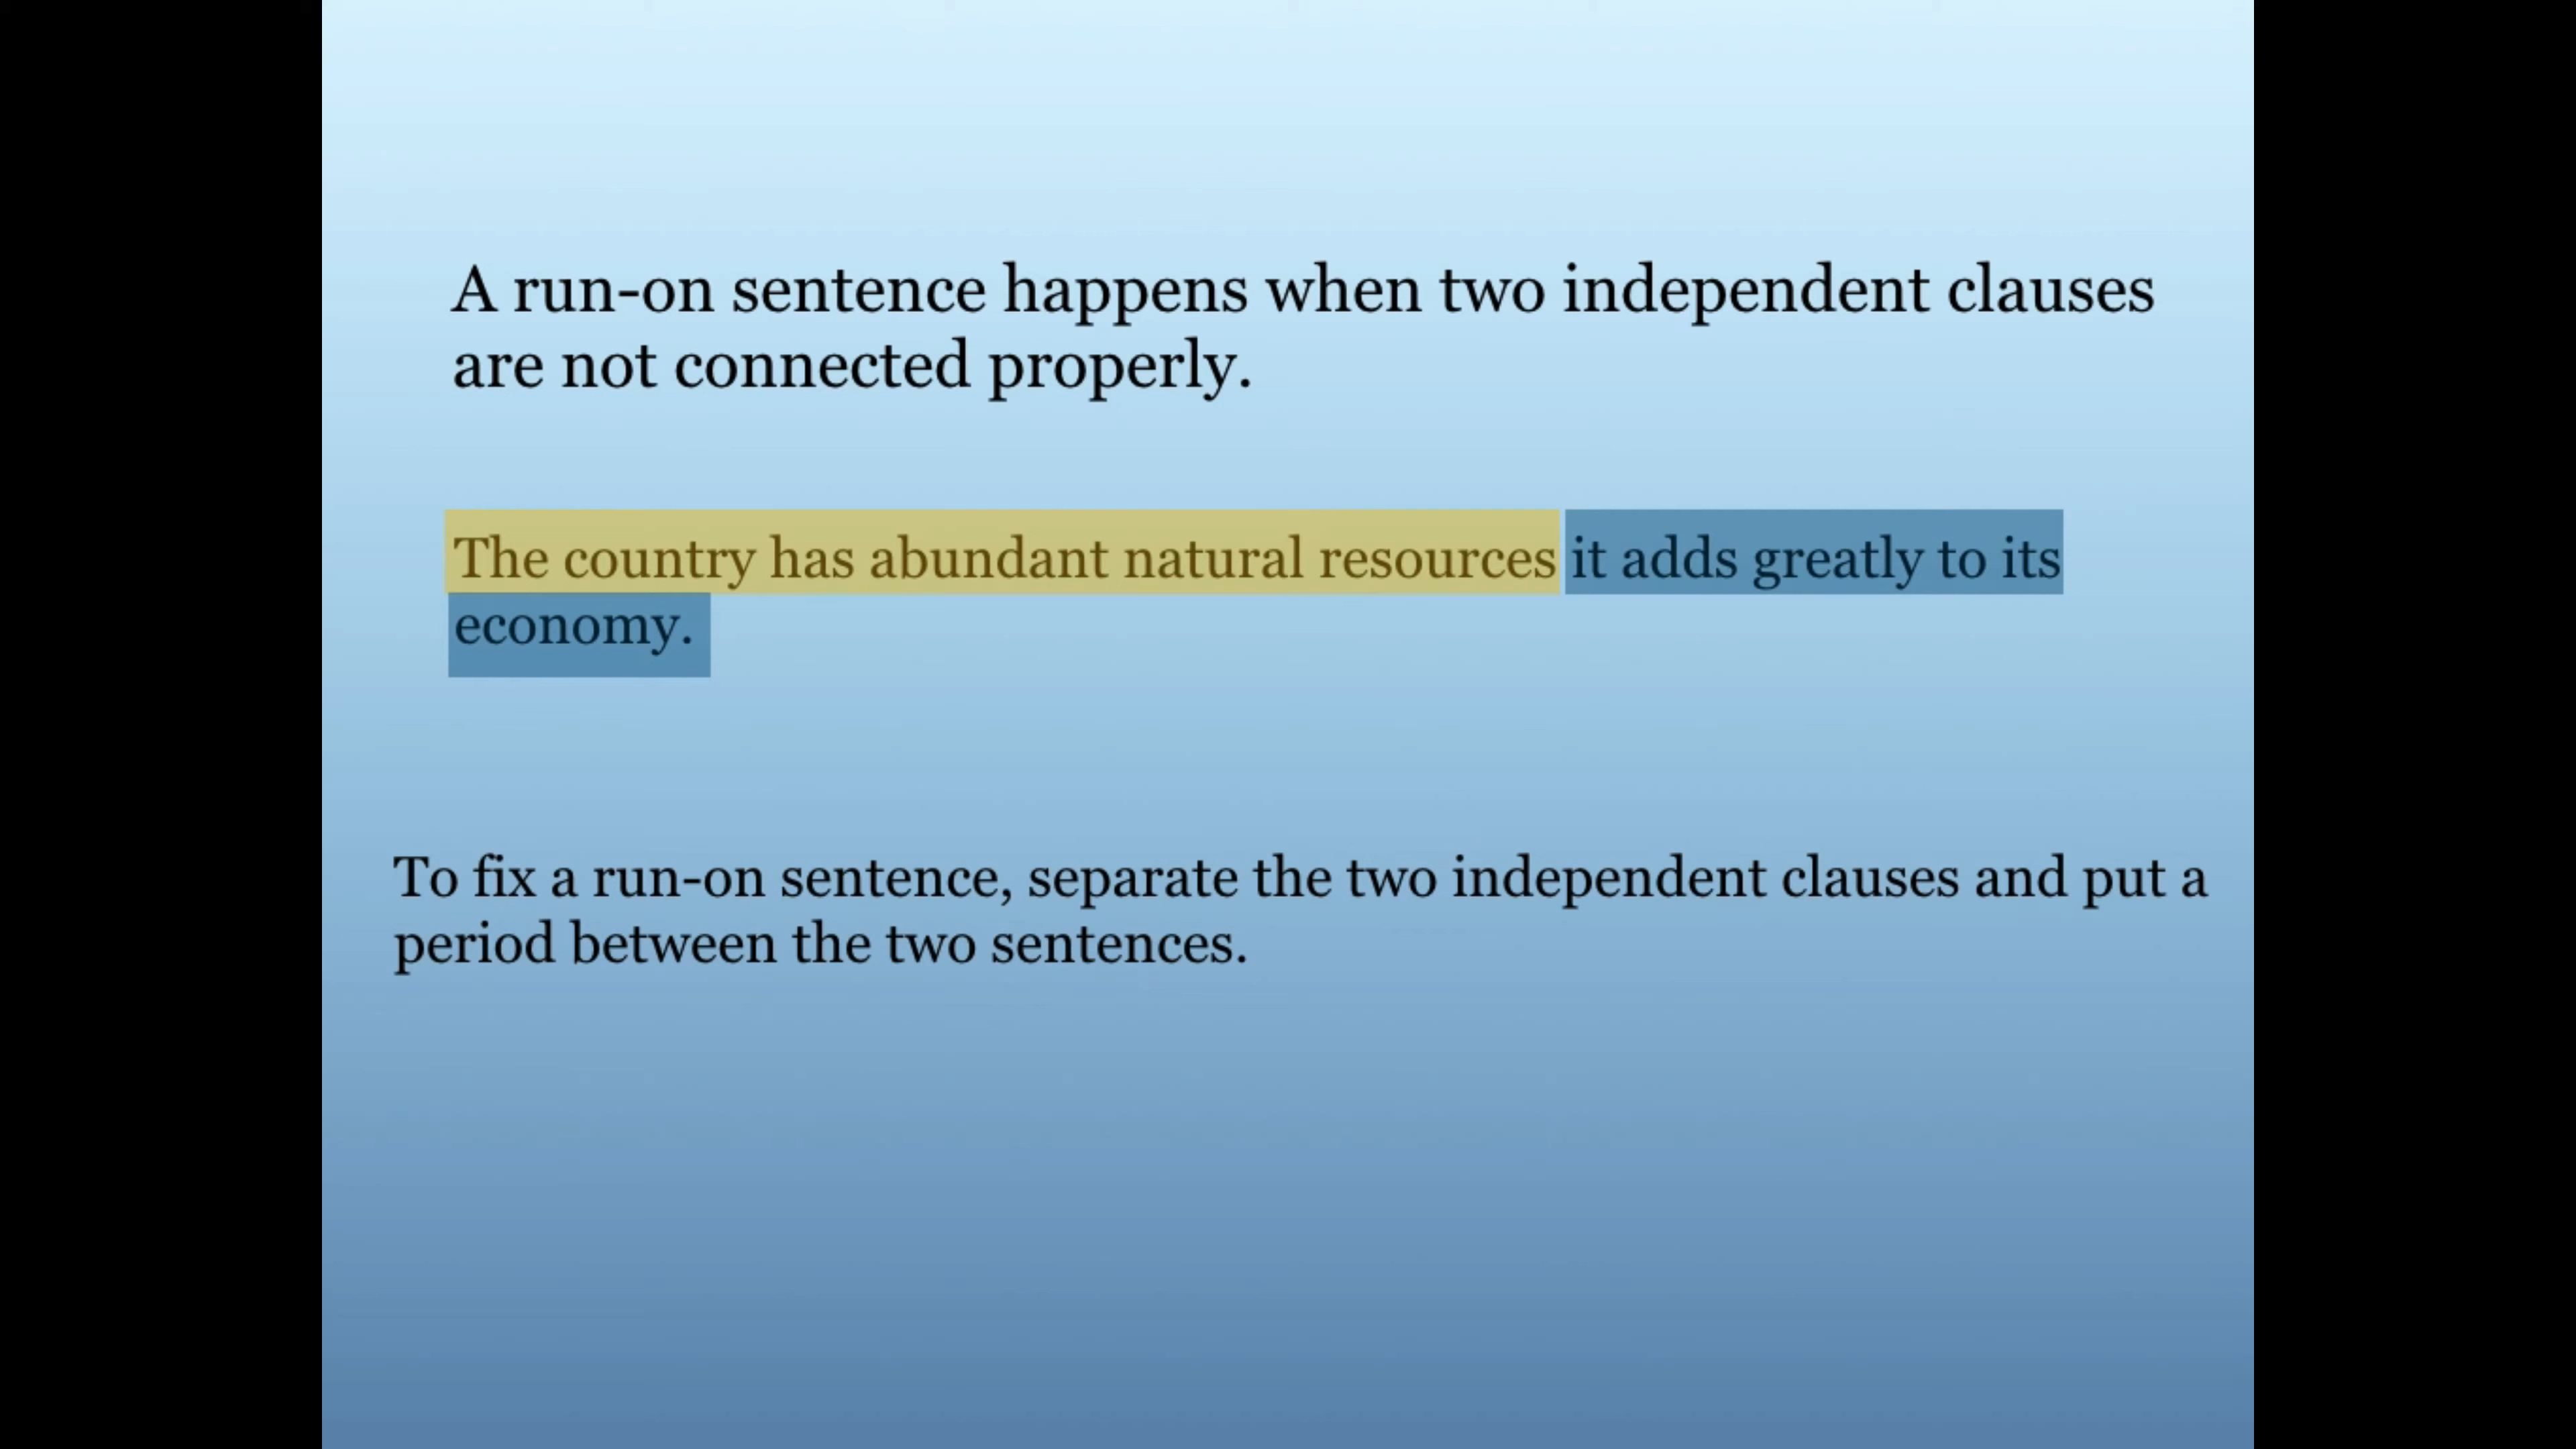 A run-on sentence happens when two independent clauses
are not connected properly.
The country has abundant natural resources it adds greatly to its
economy.
To fix a run-on sentence, separate the two independent clauses and put a
period between the two sentences.